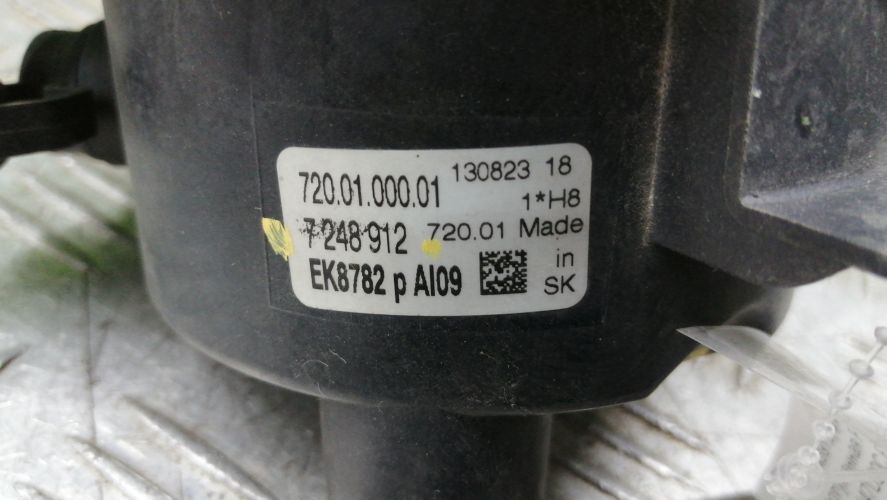 720.01.000.01 130823 18
1*H8
7 248 912 720.01 Made
EK8782 p AI09 in
SK